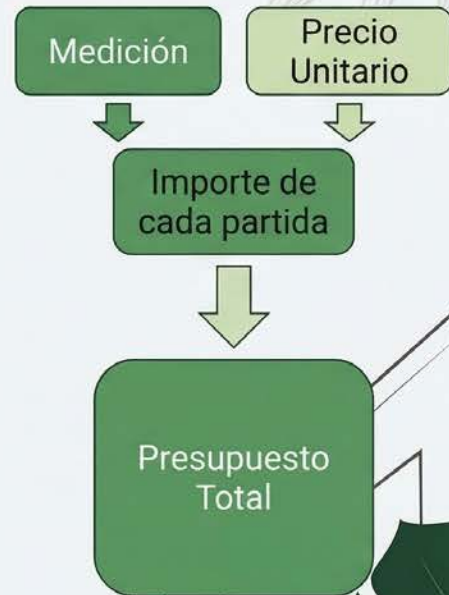 Medición
Precio
Unitario
Importe de
cada partida
Presupuesto
Total